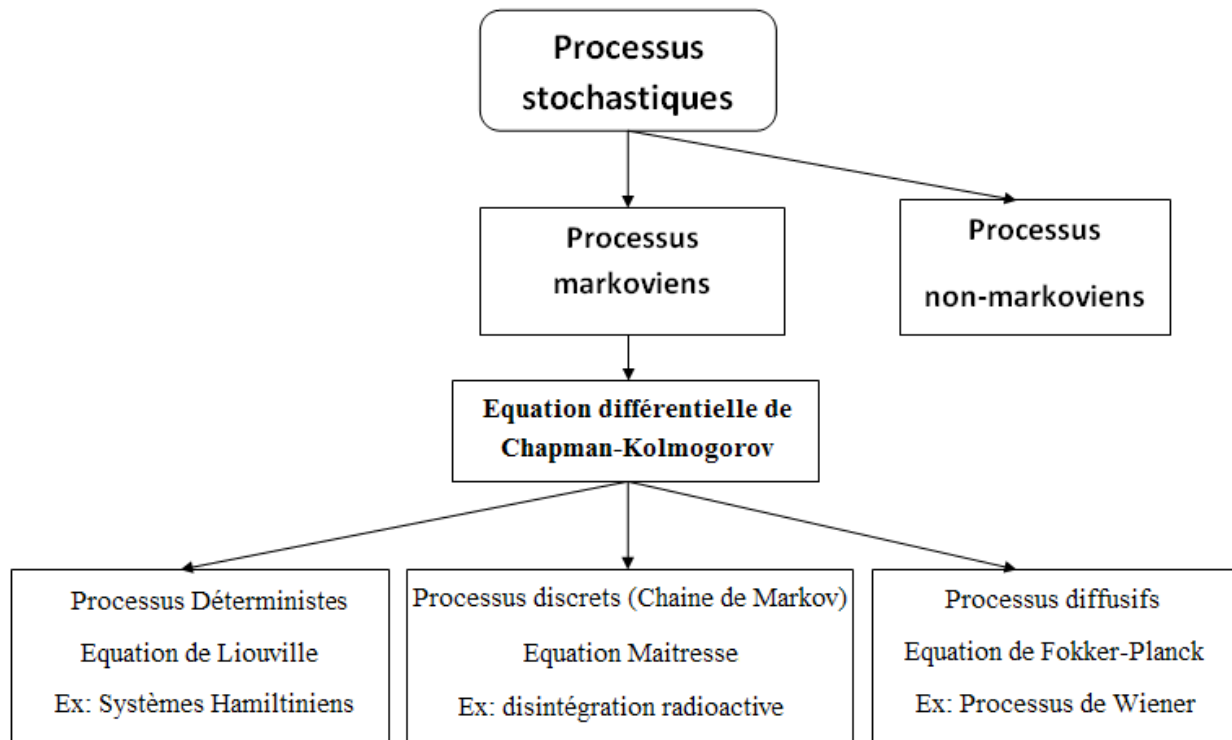 Processus
stochastiques
Processus
markoviens
Processus
non-markoviens
Equation différentielle de
Chapman-Kolmogorov
Processus Déterministes
Equation de Liouville
Ex: Systèmes Hamiltiniens
Processus discrets (Chaine de Markov)
Equation Maitresse
Ex: disintégration radioactive
Processus diffusifs
Equation de Fokker-Planck
Ex: Processus de Wiener